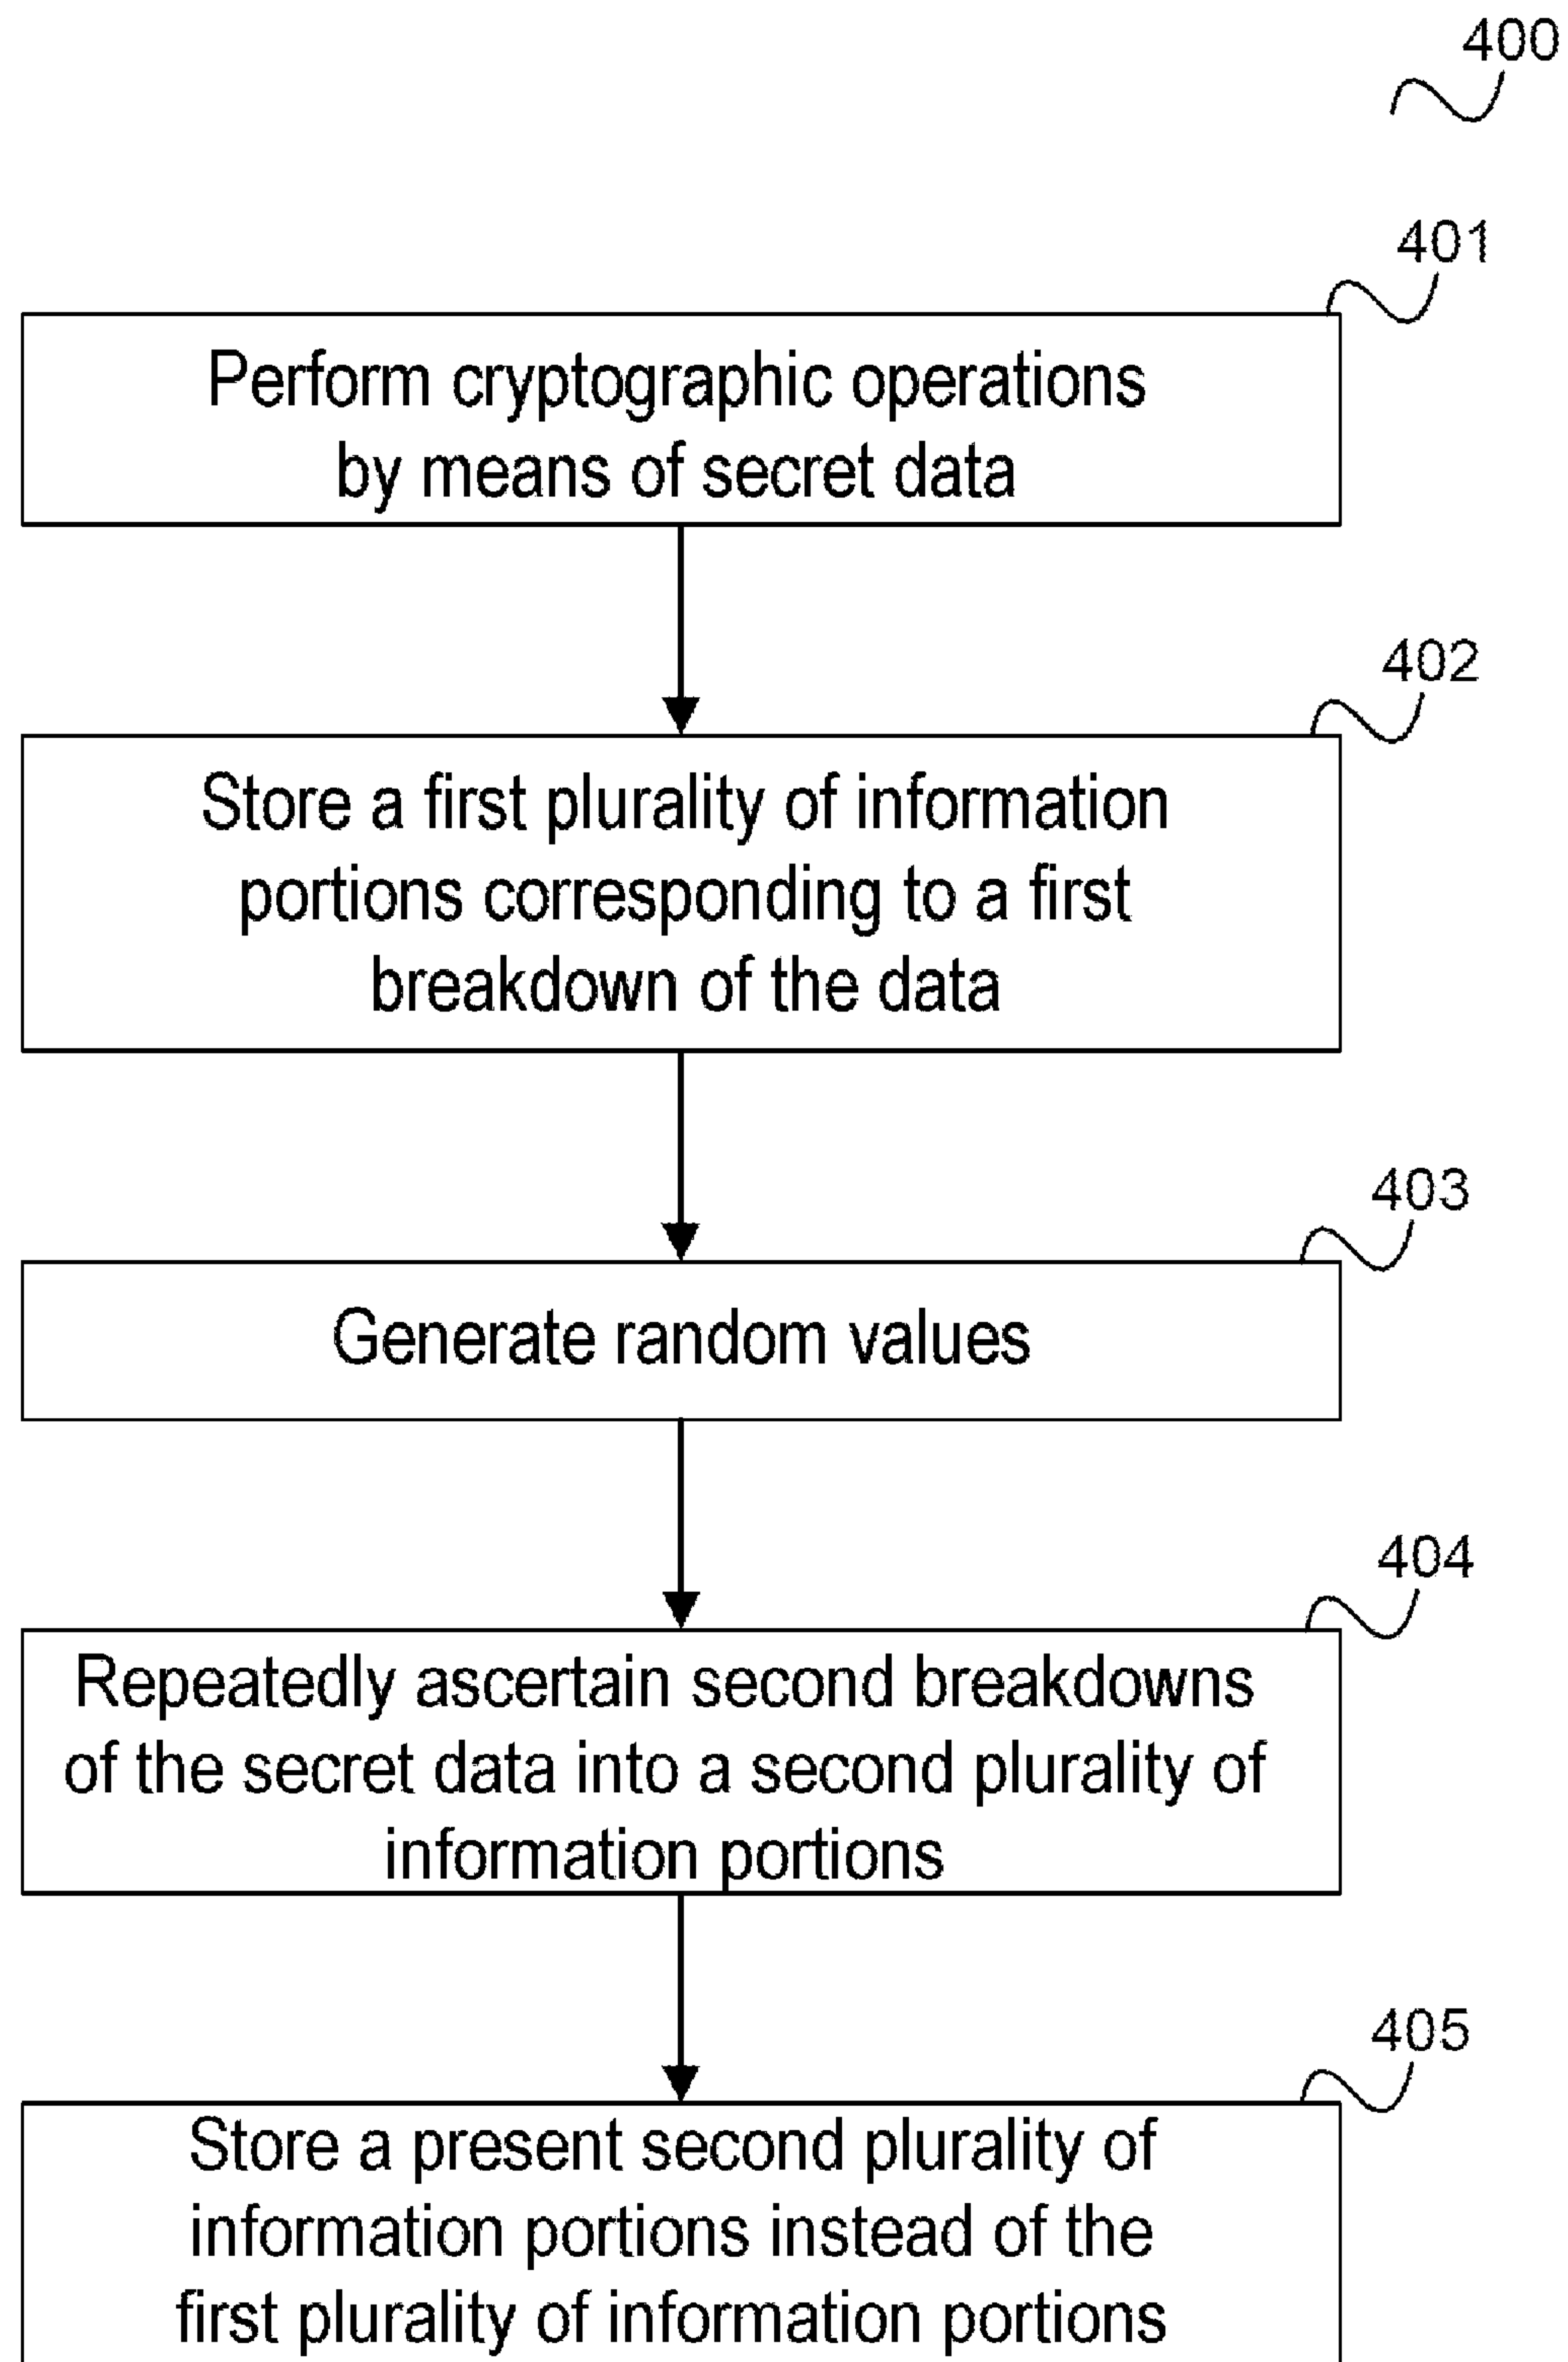 400
401
Perform cryptographic operations
by means of secret data
402
Store a first plurality of information
portions corresponding to a first
breakdown of the data
403
Generate random values
404
Repeatedly ascertain second breakdowns
of the secret data into a second plurality of
information portions
405
Store a present second plurality of
information portions instead of the
first plurality of information portions